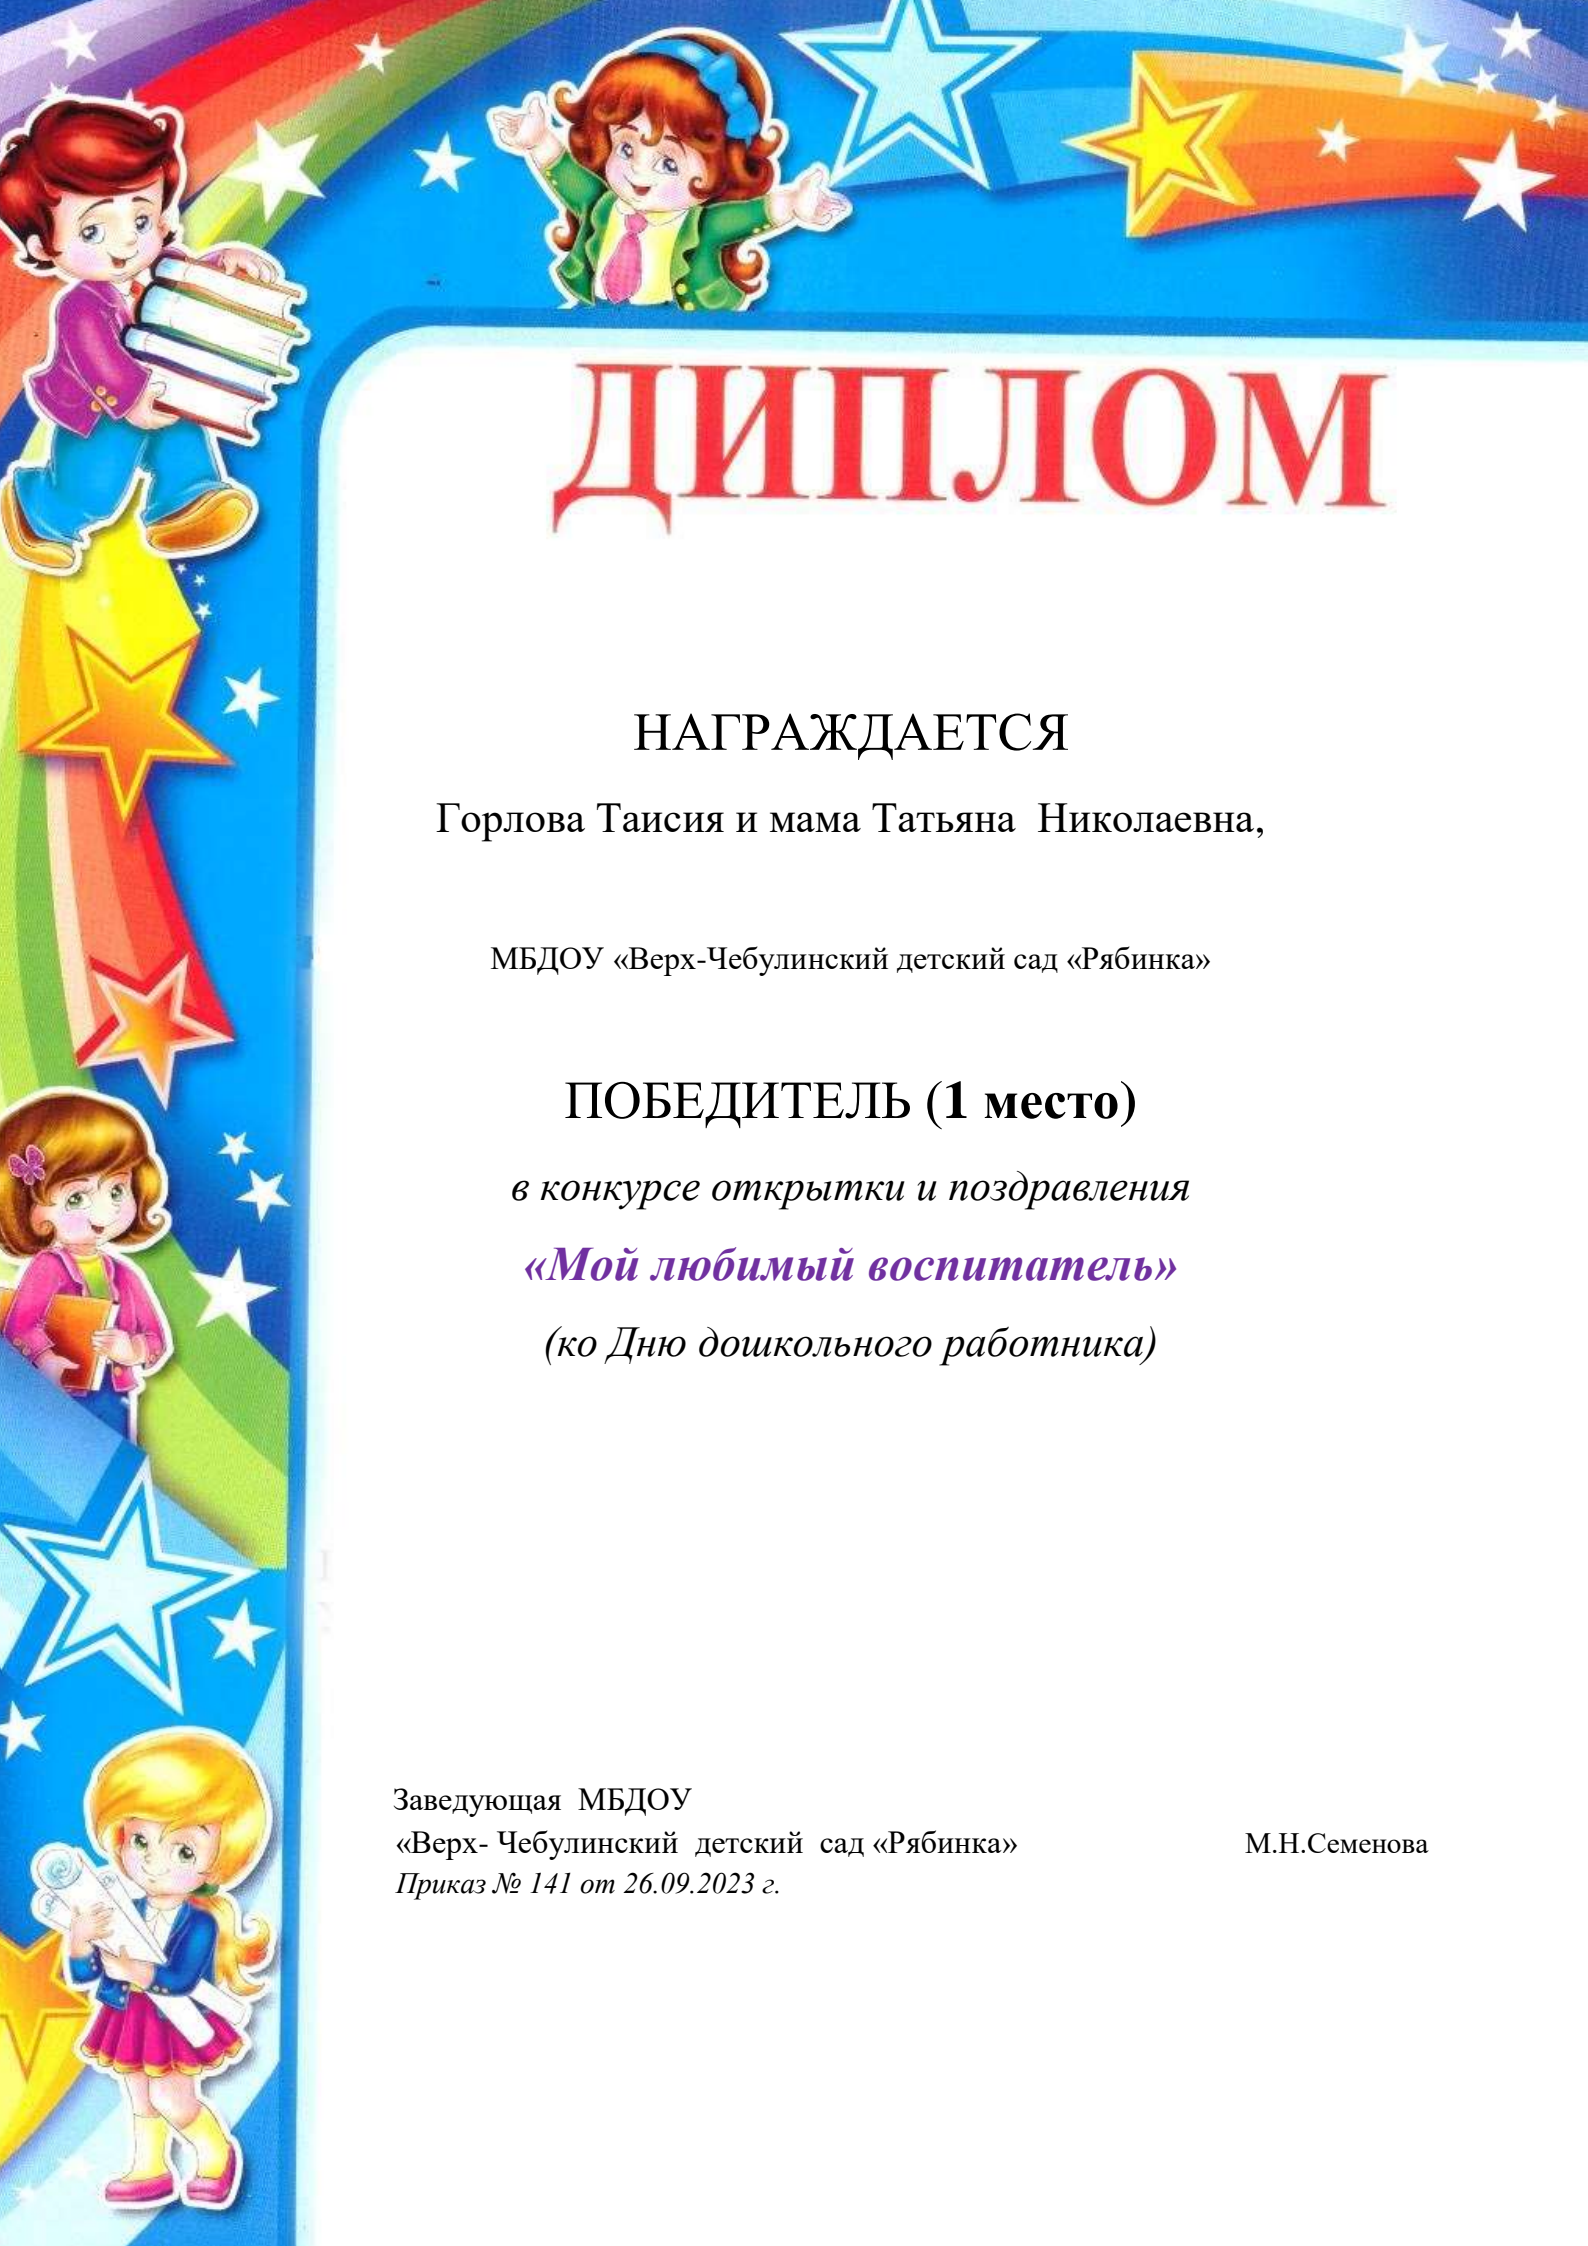 ДИПЛОМ
НАГРАЖДАЕТСЯ
Горлова Таисия и мама Татьяна  Николаевна,
МБДОУ «Верх-Чебулинский детский сад «Рябинка»
ПОБЕДИТЕЛЬ (1 место)
в конкурсе открытки и поздравления
«Мой любимый воспитатель»
(ко Дню дошкольного работника)
Заведующая  МБДОУ
«Верх- Чебулинский  детский  сад «Рябинка» М.Н.Семенова
Приказ № 141 от 26.09.2023 г.